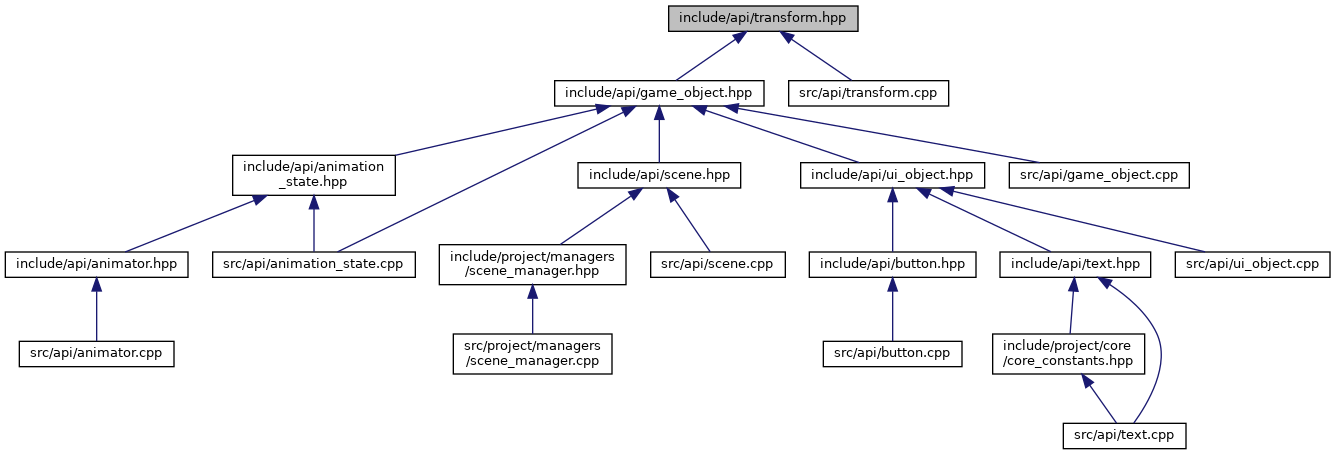 include/api/transform.hpp
include/api/game_object.hpp
src/api/transform.cpp
include/api/animation
_state.hpp
include/api/scene.hpp
include/api/ui_object.hpp
src/api/game_object.cpp
include/api/animator.hpp
src/api/animation_state.cpp
include/project/managers
/scene_manager.hpp
src/api/scene.cpp
include/api/button.hpp
include/api/text.hpp
src/api/ui_object.cpp
src/api/animator.cpp
src/project/managers
/scene_manager.cpp
src/api/button.cpp
include/project/core
/core_constants.hpp
src/api/text.cpp